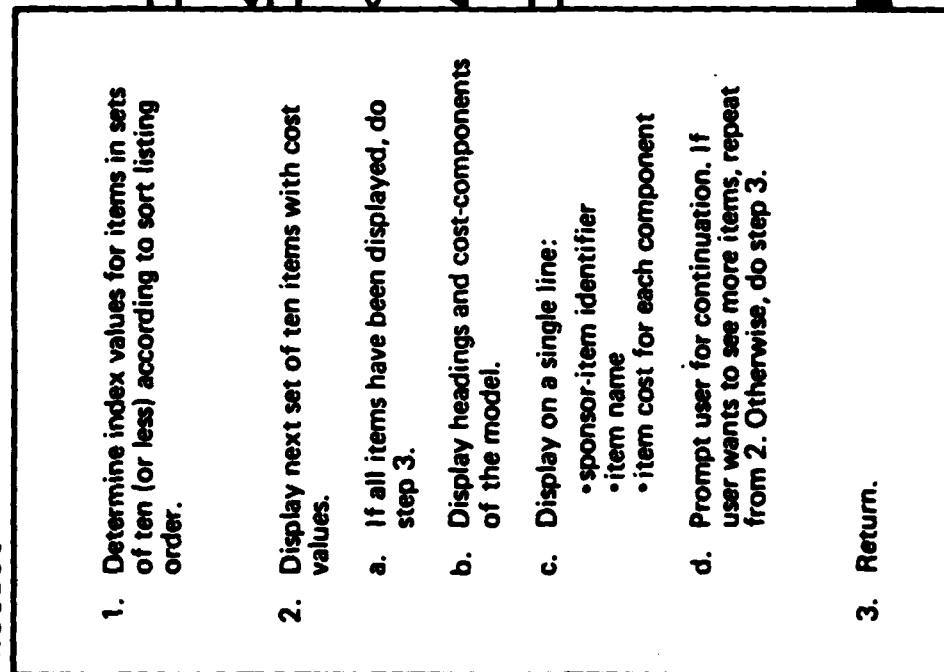 1. Determine index values for items in sets
of ten (or less) according to sort listing
order.
2. Display next set of ten items with cost
values.
a. If all items have been displayed, do
step 3.
b. Display headings and cost-components
of the model.
c. Display on a single line:
•sponsor-item identifier
•item name
•item cost for each component
d. Prompt user for continuation. If
user wants to see more items, repeat
from 2. Otherwise, do step 3.
3. Return.